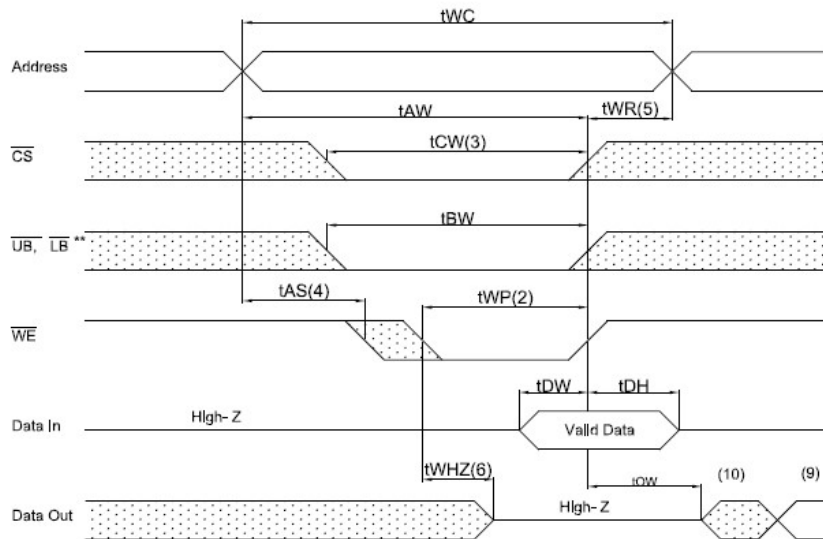 tWC
Address
tAW
tWR(5)
CS
tCW(3)
UB, LB **
tBW
tAS(4)
tWP(2)
WE
tDW
tDH
HIgh- Z
Data In
ValId Data
tWHZ(6)
tOW
(10)
(9)
HIgh- Z
Data Out